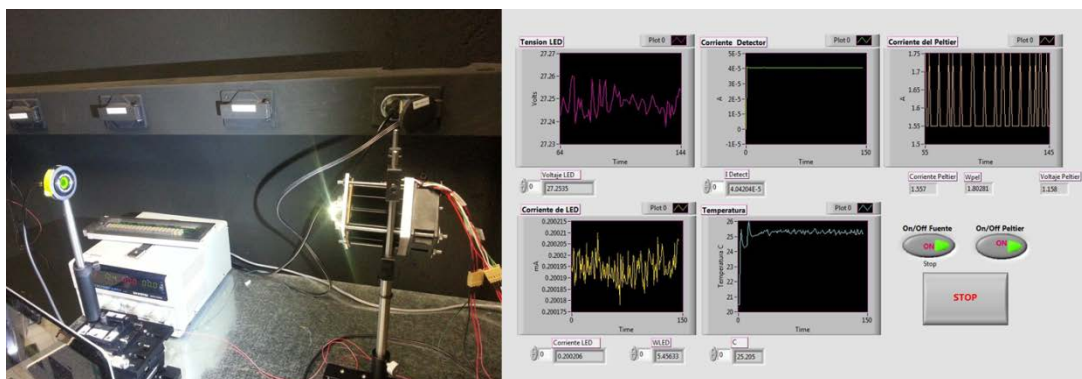 Tension LED
Plot 0
27.27
27.26
27.25
27.24
27.23
Volts
64
144
Time
Voltaje LED
0
27.2535
Corriente Detector
Plot 0
5E-5
4E-5
2E-5
1E-5
0
-1E-5
A
0
150
Time
I Detect
0
4.04204E-5
Corriente del Peltier
Plot 0
1.75
1.7
1.65
1.6
1.55
1.5
A
55
145
Time
Corriente Peltier
Wpel
Voltaje Peltier
1.557
1.80281
1.158
Corriente de LED
Plot 0
0.200215
0.20021
0.200205
0.2002
0.200195
0.20019
0.200185
0.20018
0.200175
mA
0
150
Time
Corriente LED
WLED
0
0.200206
0
5.45633
Temperatura
Plot 0
26
25
24
23
22
21
20
Temperatura C
0
150
Time
C
0
25.205
On/Off Fuente
On/Off Peltier
ON
ON
Stop
STOP